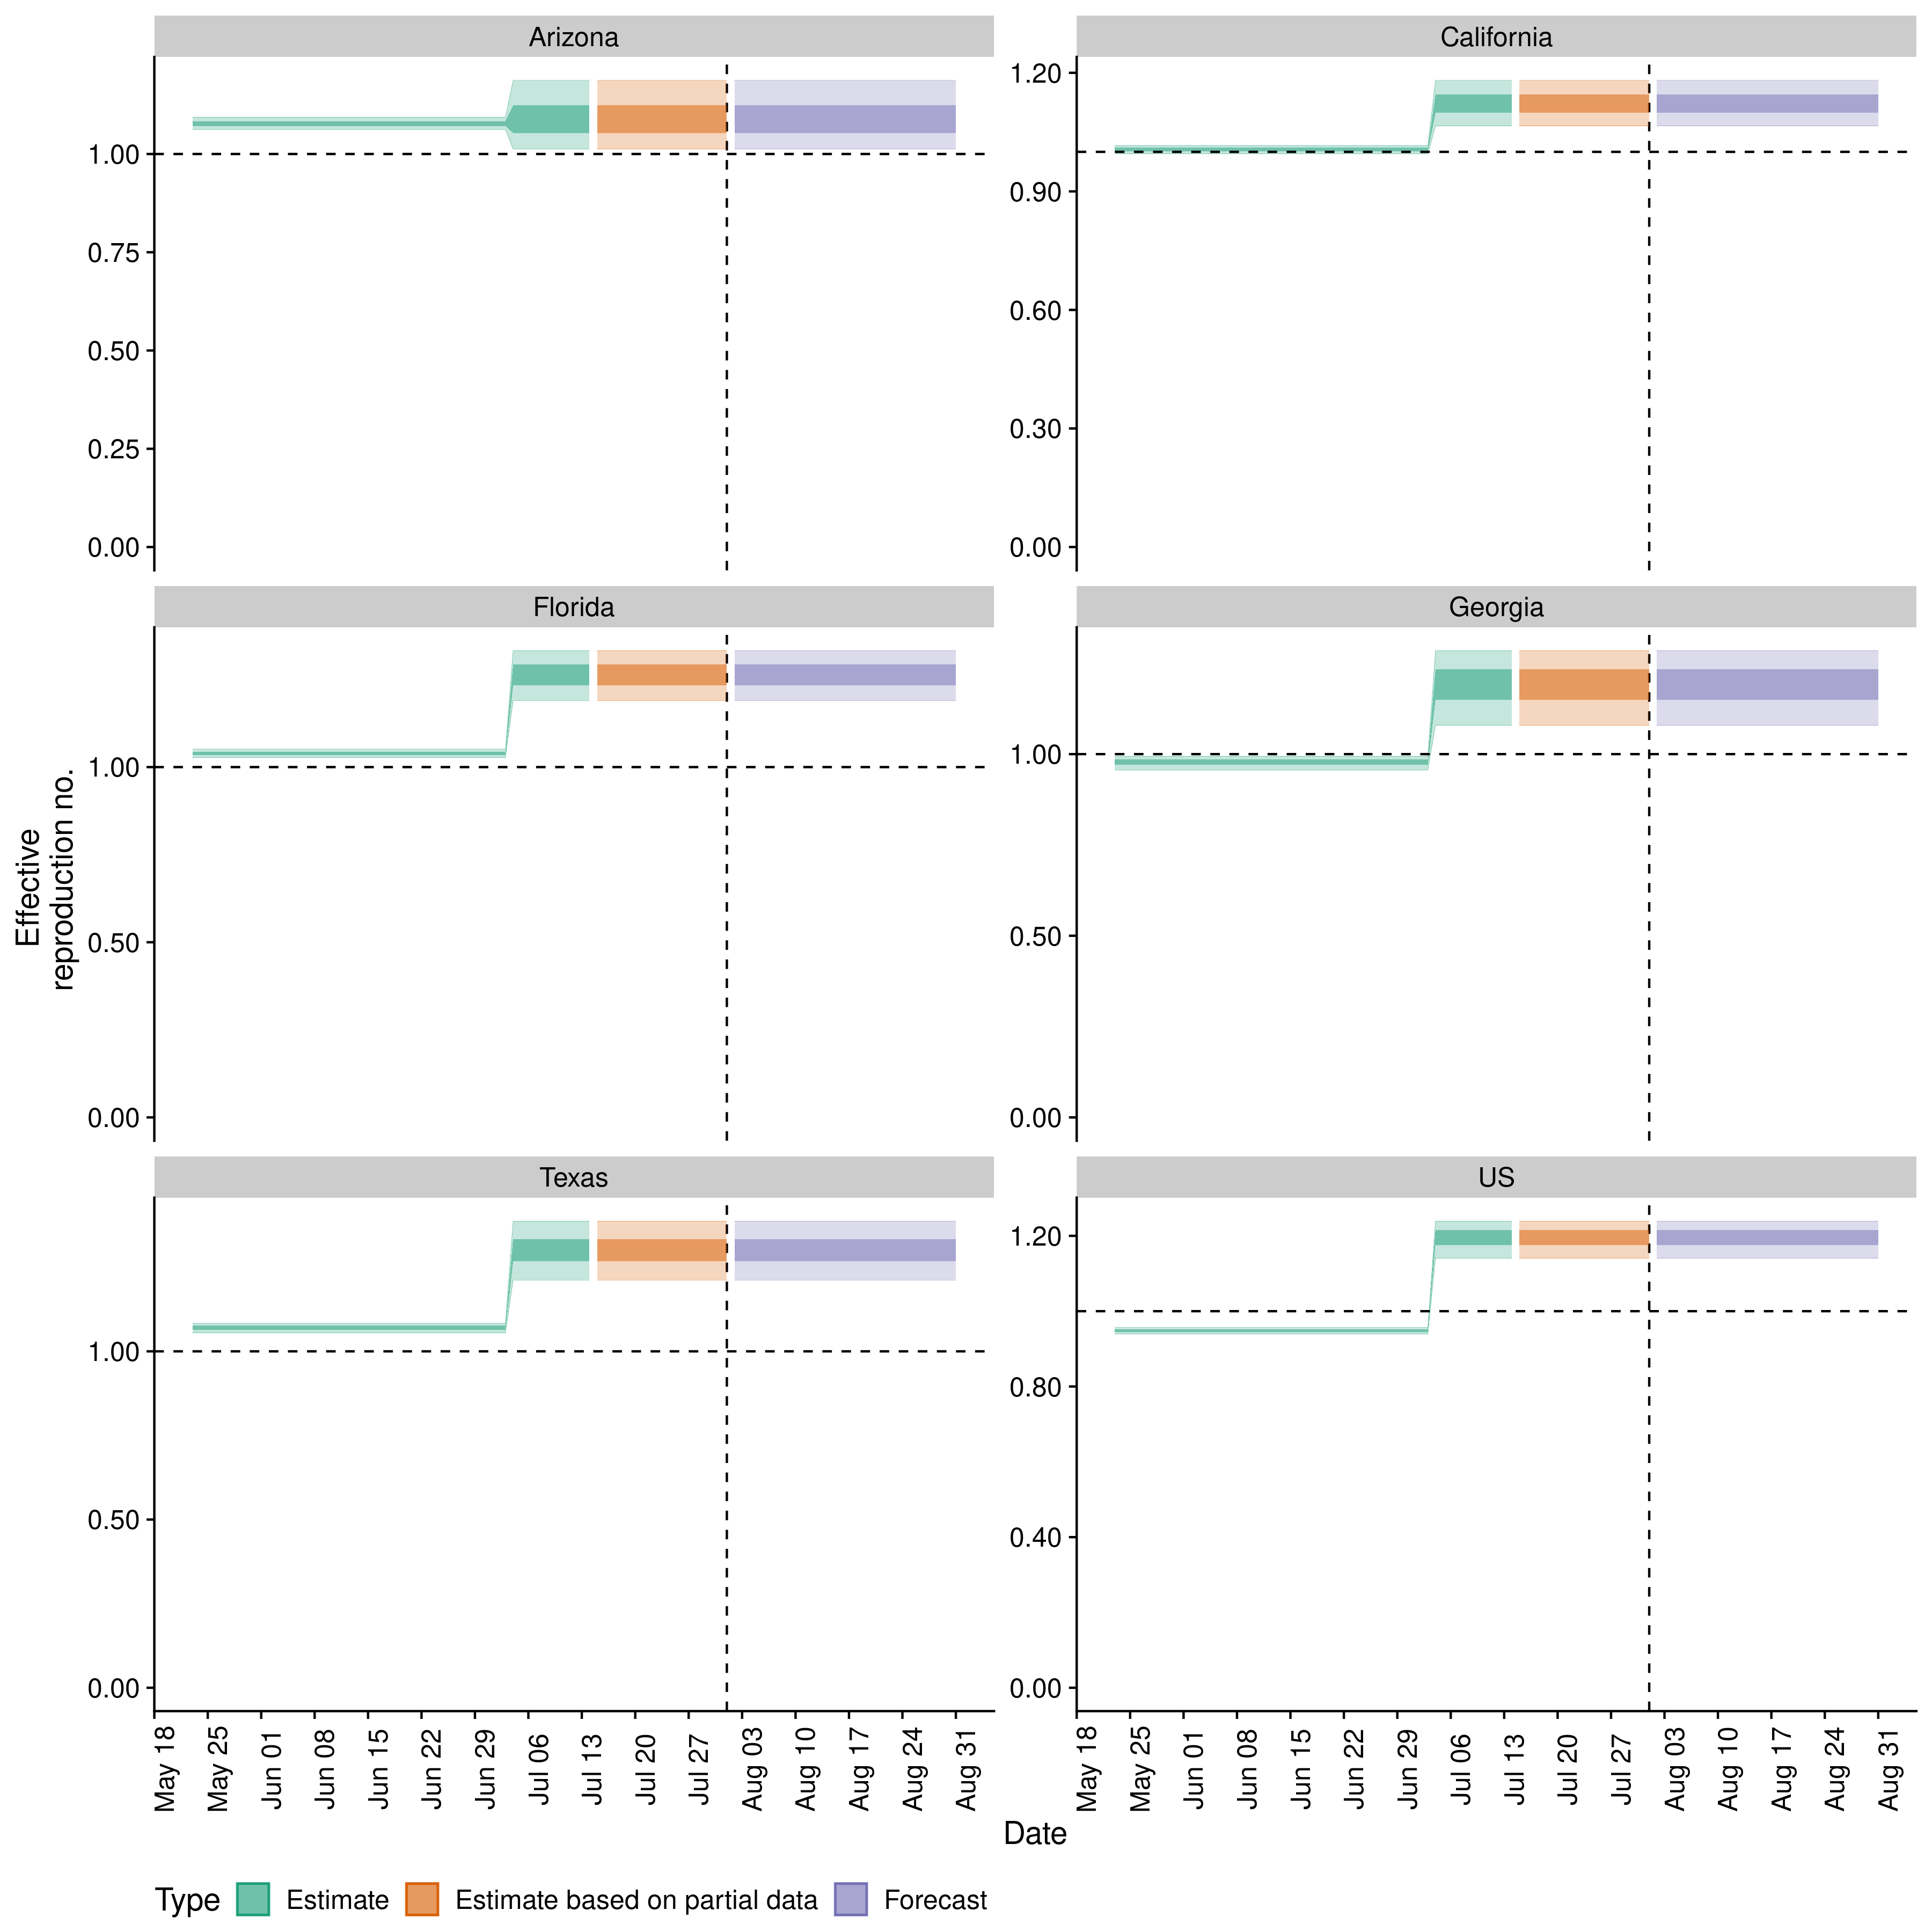 Arizona
California
1.00
0.75
0.50
0.25
0.00
1.20
0.90
0.60
0.30
0.00
Florida
Georgia
1.00
0.50
0.00
1.00
0.50
0.00
Texas
US
1.00
0.50
0.00
1.20
0.80
0.40
0.00
Effective
reproduction no.
May 18
May 25
Jun 01
Jun 08
Jun 15
Jun 22
Jun 29
Jul 06
Jul 13
Jul 20
Jul 27
Aug 03
Aug 10
Aug 17
Aug 24
Aug 31
May 18
May 25
Jun 01
Jun 08
Jun 15
Jun 22
Jun 29
Jul 06
Jul 13
Jul 20
Jul 27
Aug 03
Aug 10
Aug 17
Aug 24
Aug 31
Date
Type Estimate Estimate based on partial data Forecast